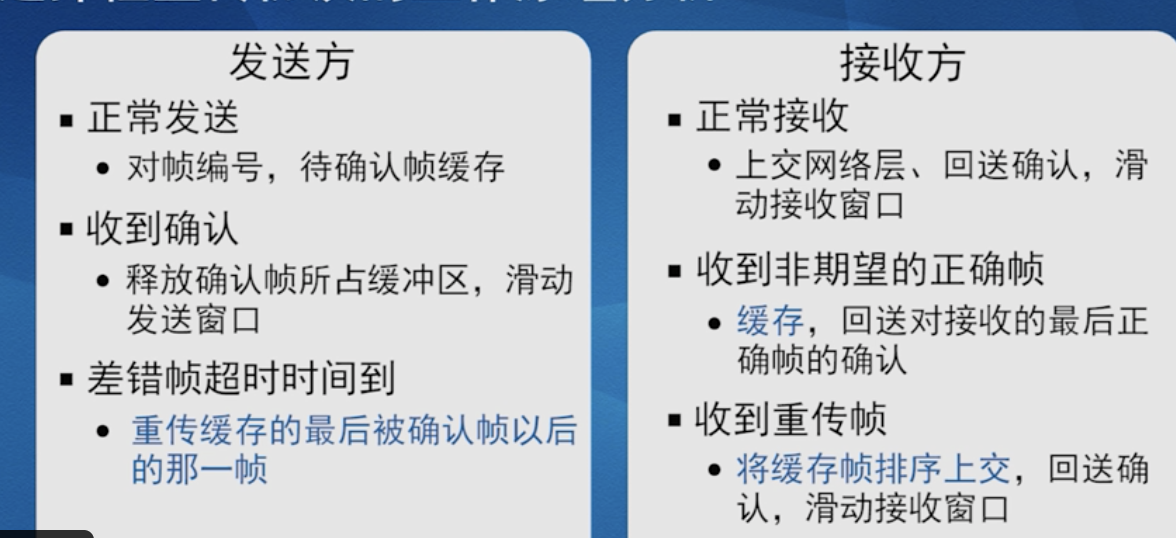 发送方
正常发送
对帧编号，待确认帧缓存
收到确认
释放确认帧所占缓冲区，滑动
发送窗口
差错帧超时时间到
重传缓存的最后被确认帧以后
的那一帧
接收方
正常接收
上交网络层、回送确认，滑
动接收窗口
收到非期望的正确帧
缓存，回送对接收的最后正
确帧的确认
收到重传帧
将缓存帧排序上交，回送确
认，滑动接收窗口